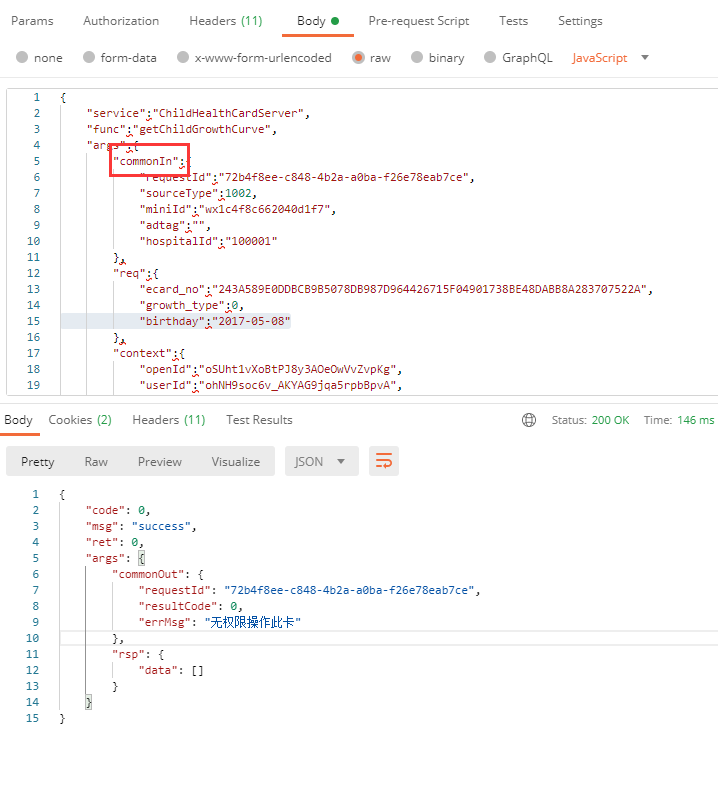 Params Authorization Headers (11) Body Pre-request Script Tests Settings
none form-data x-www-form-urlencoded raw binary GraphQL JavaScript
1 {
2 "service":"ChildHealthCardServer",
3 "func":"getChildGrowthCurve",
4 "args":{
5 "commonIn":{
6 "requestId":"72b4f8ee-c848-4b2a-a0ba-f26e78eab7ce",
7 "sourceType":1002,
8 "miniId":"wx1c4f8c662040d1f7",
9 "adtag":"",
10 "hospitalId":"100001"
11 },
12 "req":{
13 "ecard_no":"243A589E0DDBCB9B5078DB987D964426715F04901738BE48DABB8A283707522A",
14 "growth_type":0,
15 "birthday":"2017-05-08"
16 },
17 "context":{
18 "openId":"oSUht1vXoBtPJ8y3AOeOwVvZvpKg",
19 "userId":"ohNH9soc6v_AKYAG9jqa5rpbBpvA",
Body Cookies (2) Headers (11) Test Results Status: 200 OK Time: 146 ms
Pretty Raw Preview Visualize JSON
1 {
2 "code": 0,
3 "msg": "success",
4 "ret": 0,
5 "args": {
6 "commonOut": {
7 "requestId": "72b4f8ee-c848-4b2a-a0ba-f26e78eab7ce",
8 "resultCode": 0,
9 "errMsg": "无权限操作此卡"
10 },
11 "rsp": {
12 "data": []
13 }
14 }
15 }